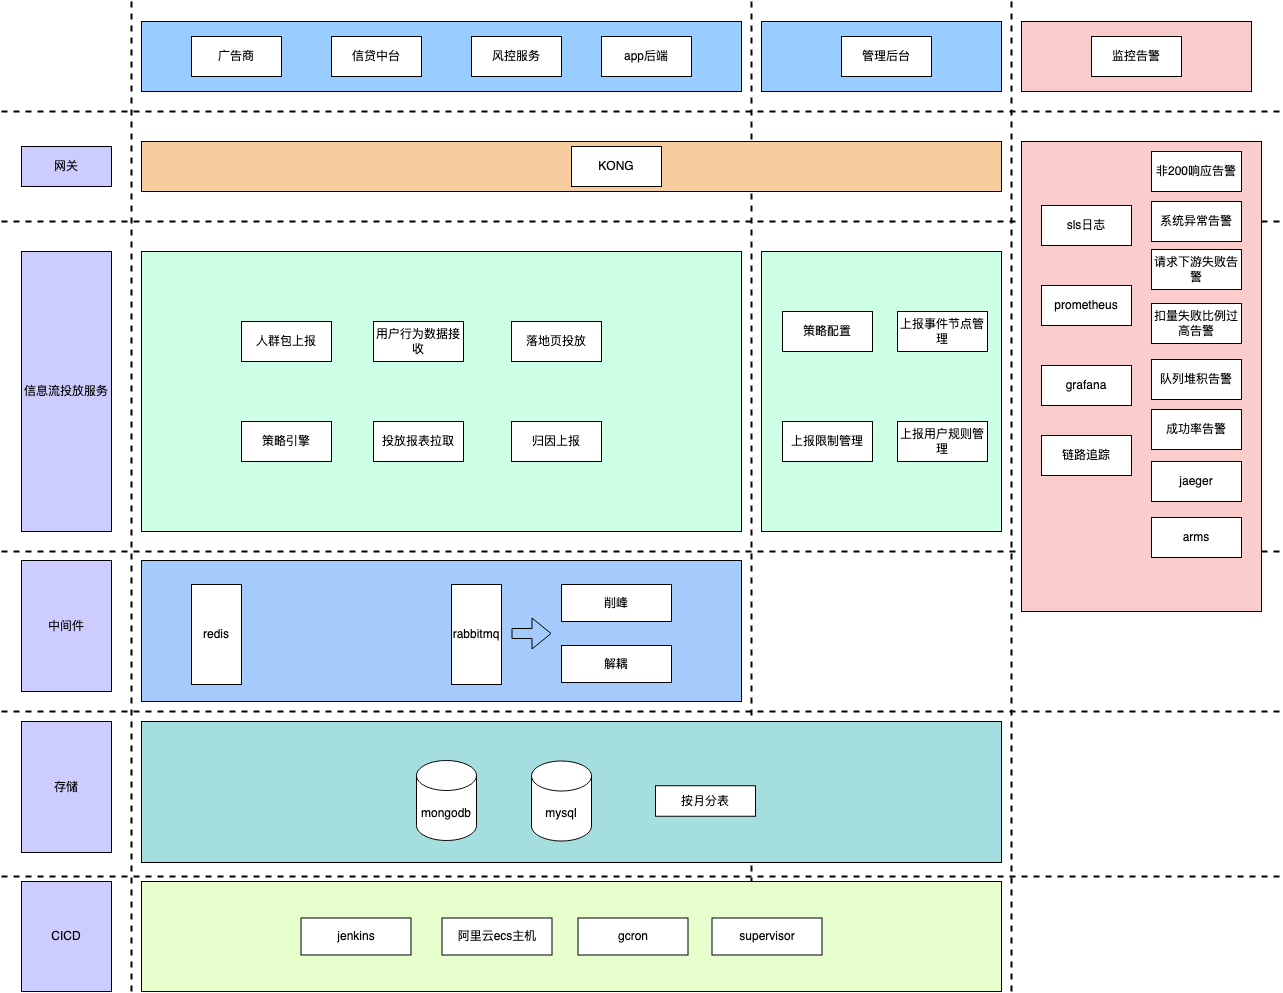 广告商
信贷中台
风控服务
app后端
管理后台
监控告警
网关
KONG
信息流投放服务
人群包上报
用户行为数据接
收
落地页投放
策略引擎
投放报表拉取
归因上报
策略配置
上报事件节点管
理
上报限制管理
上报用户规则管
理
sls日志
prometheus
grafana
链路追踪
非200响应告警
系统异常告警
请求下游失败告
警
扣量失败比例过
高告警
队列堆积告警
成功率告警
jaeger
arms
中间件
redis
rabbitmq
削峰
解耦
存储
mongodb
mysql
按月分表
CICD
jenkins
阿里云ecs主机
gcron
supervisor